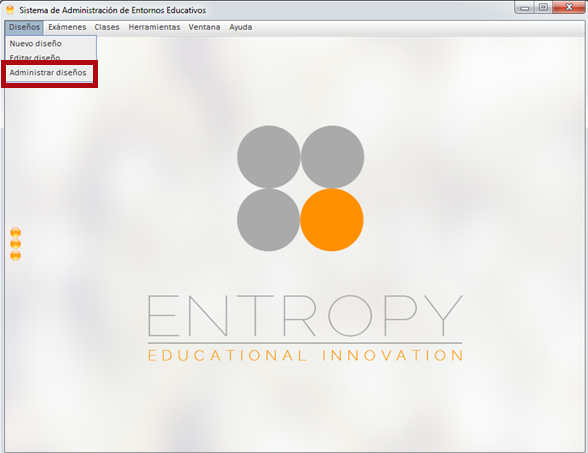 Sistema de Administración de Entornos Educativos
Diseños Exámenes Clases Herramientas Ventana Ayuda
Nuevo diseño
Editar diseño
Administrar diseños
ENTROPY
EDUCATIONAL INNOVATION